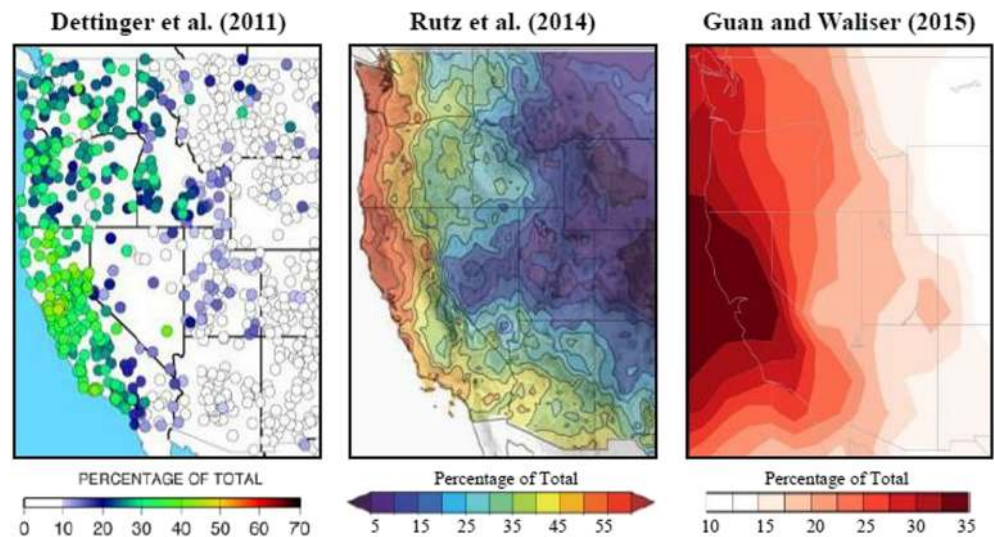 Dettinger et al. (2011)
Rutz et al. (2014)
Guan and Waliser (2015)
PERCENTAGE OF TOTAL
0 10 20 30 40 50 60 70
Percentage of Total
5 15 25 35 45 55
Percentage of Total
10 15 20 25 30 35